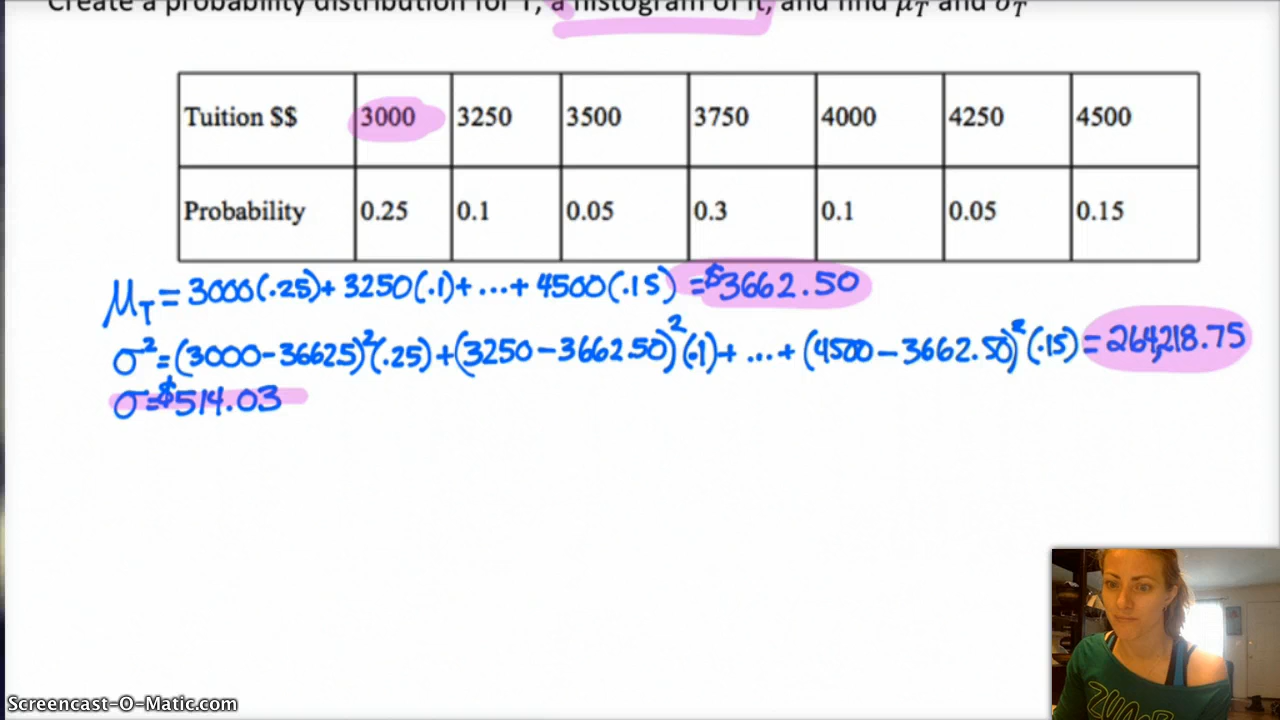 Create a probability distribution for T, a histogram of it, and find μT and σT
Tuition $$ 3000 3250 3500 3750 4000 4250 4500
Probability 0.25 0.1 0.05 0.3 0.1 0.05 0.15
μT = 3000(.25)+ 3250(.1)+ ...+ 4500(.15) =$3662.50
σ²=(3000-36625)²(.25)+(3250-3662.50)²(.1)+ ...+(4500-3662.50)²(.15)=264,218.75
σ=$514.03
ZUMBA
Screencast-O-Matic.com